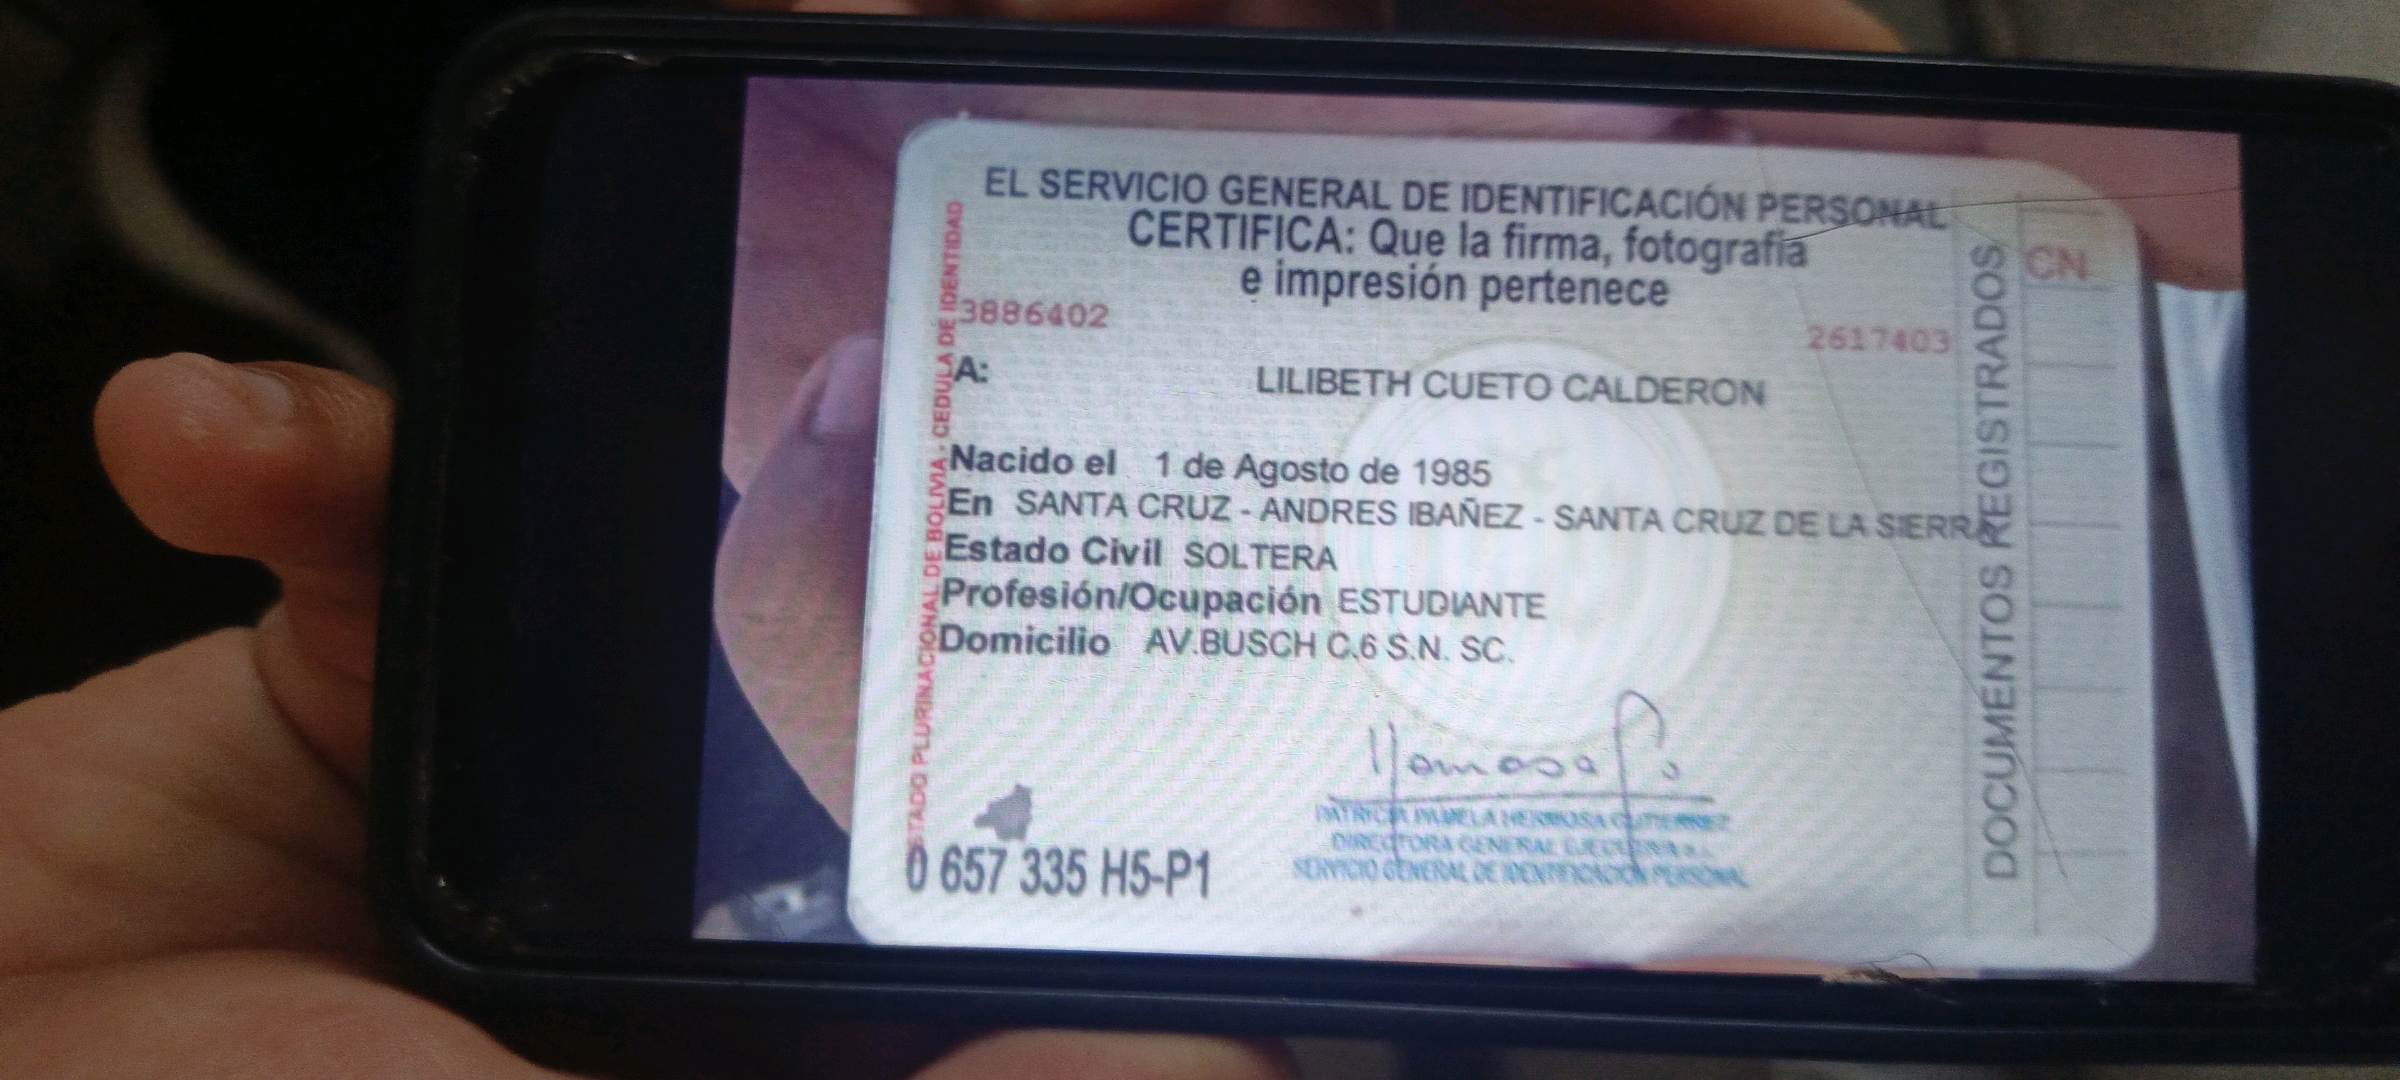 EL SERVICIO GENERAL DE IDENTIFICACIÓN PERSONAL
CERTIFICA: Que la firma, fotografía
e impresión pertenece
3886402
2617403
A: LILIBETH CUETO CALDERON
Nacido el 1 de Agosto de 1985
En SANTA CRUZ - ANDRES IBAÑEZ - SANTA CRUZ DE LA SIERRA
Estado Civil SOLTERA
Profesión/Ocupación ESTUDIANTE
Domicilio AV.BUSCH C.6 S.N. SC.
PATRICIA PAMELA HERMOSA GUTIERREZ
DIRECTORA GENERAL EJECUTIVA a.i.
SERVICIO GENERAL DE IDENTIFICACIÓN PERSONAL
0 657 335 H5-P1
ESTADO PLURINACIONAL DE BOLIVIA - CEDULA DE IDENTIDAD
DOCUMENTOS REGISTRADOS
CN